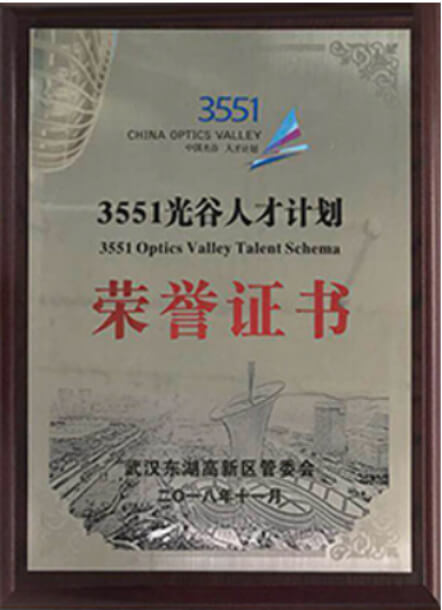 3551
CHINA OPTICS VALLEY
中国光谷 人才计划
3551光谷人才计划
3551 Optics Valley Talent Schema
荣誉证书
武汉东湖高新区管委会
二〇一八年十一月